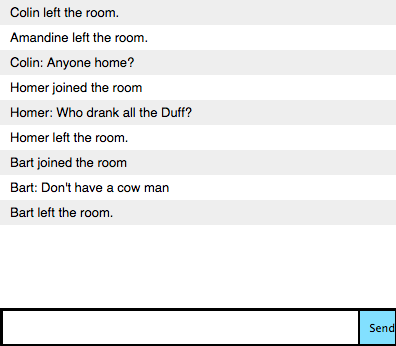 Colin left the room.
Amandine left the room.
Colin: Anyone home?
Homer joined the room
Homer: Who drank all the Duff?
Homer left the room.
Bart joined the room
Bart: Don't have a cow man
Bart left the room.
Send